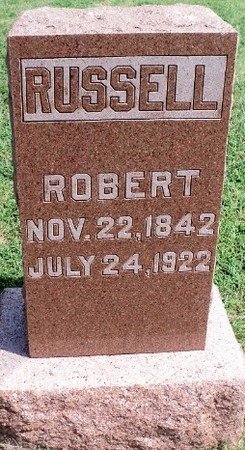 RUSSELL
ROBERT
NOV. 22, 1842
JULY 24, 1922